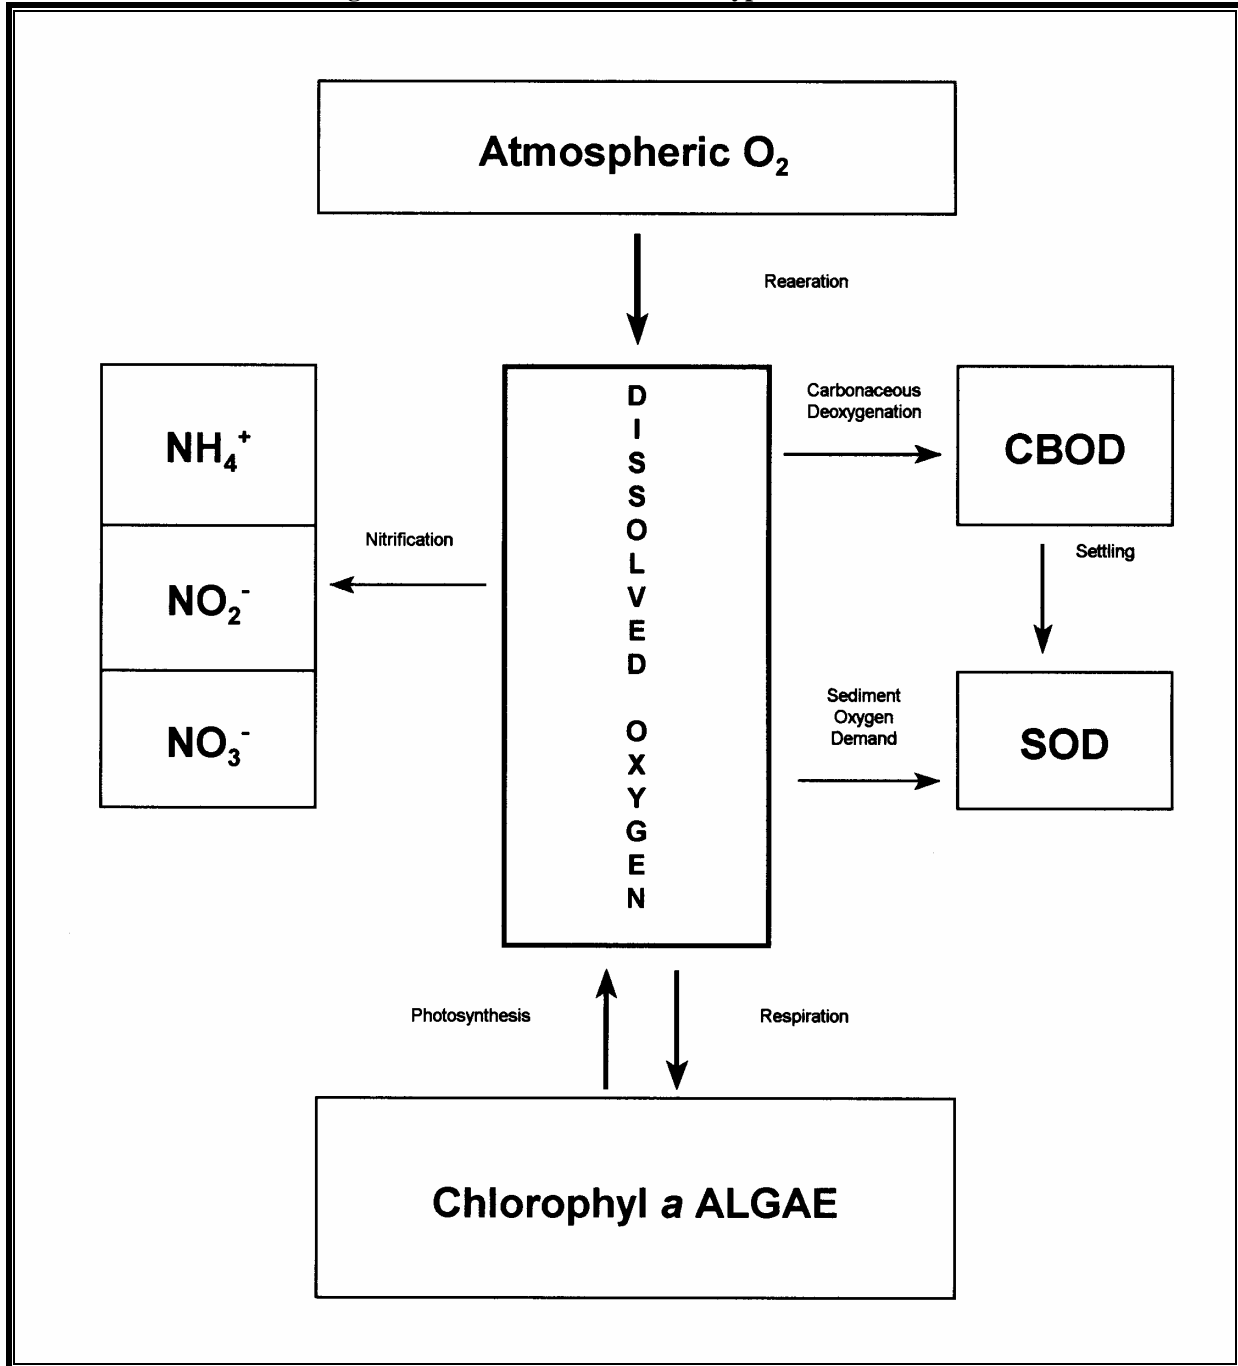 Atmospheric O₂
Reaeration
NH₄⁺
NO₂⁻
NO₃⁻
Nitrification
D
I
S
S
O
L
V
E
D
O
X
Y
G
E
N
Carbonaceous
Deoxygenation
CBOD
Settling
Sediment
Oxygen
Demand
SOD
Photosynthesis
Respiration
Chlorophyl a ALGAE